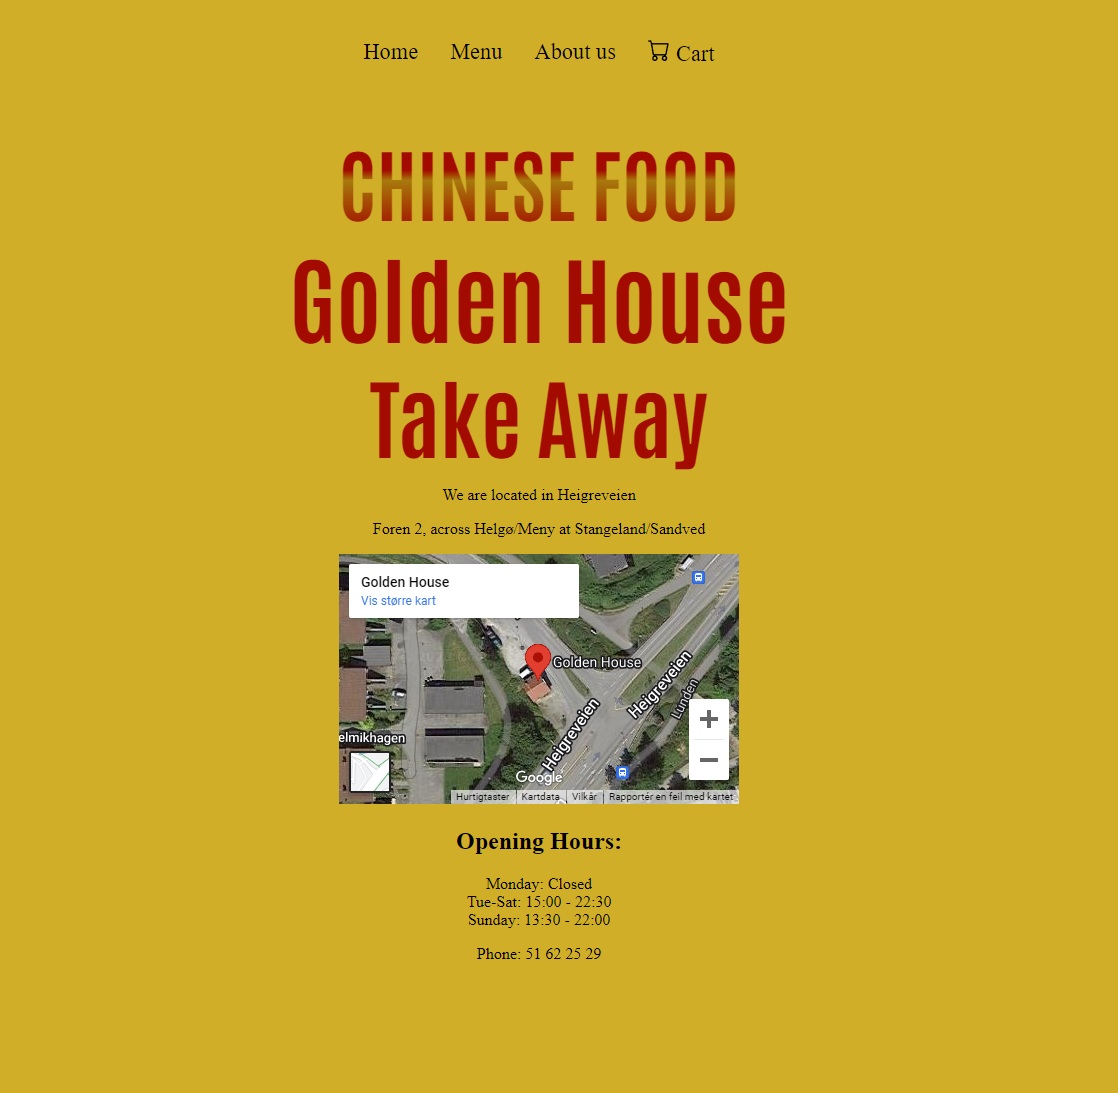 Home Menu About us Cart
CHINESE FOOD
Golden House
Take Away
We are located in Heigreveien
Foren 2, across Helgø/Meny at Stangeland/Sandved
Golden House
Vis større kart
Golden House
Heigreveien
Lunden
Heigreveien
elmikhagen
Google
Hurtigtaster Kartdata Vilkår Rapportér en feil med kartet
Opening Hours:
Monday: Closed
Tue-Sat: 15:00 - 22:30
Sunday: 13:30 - 22:00
Phone: 51 62 25 29